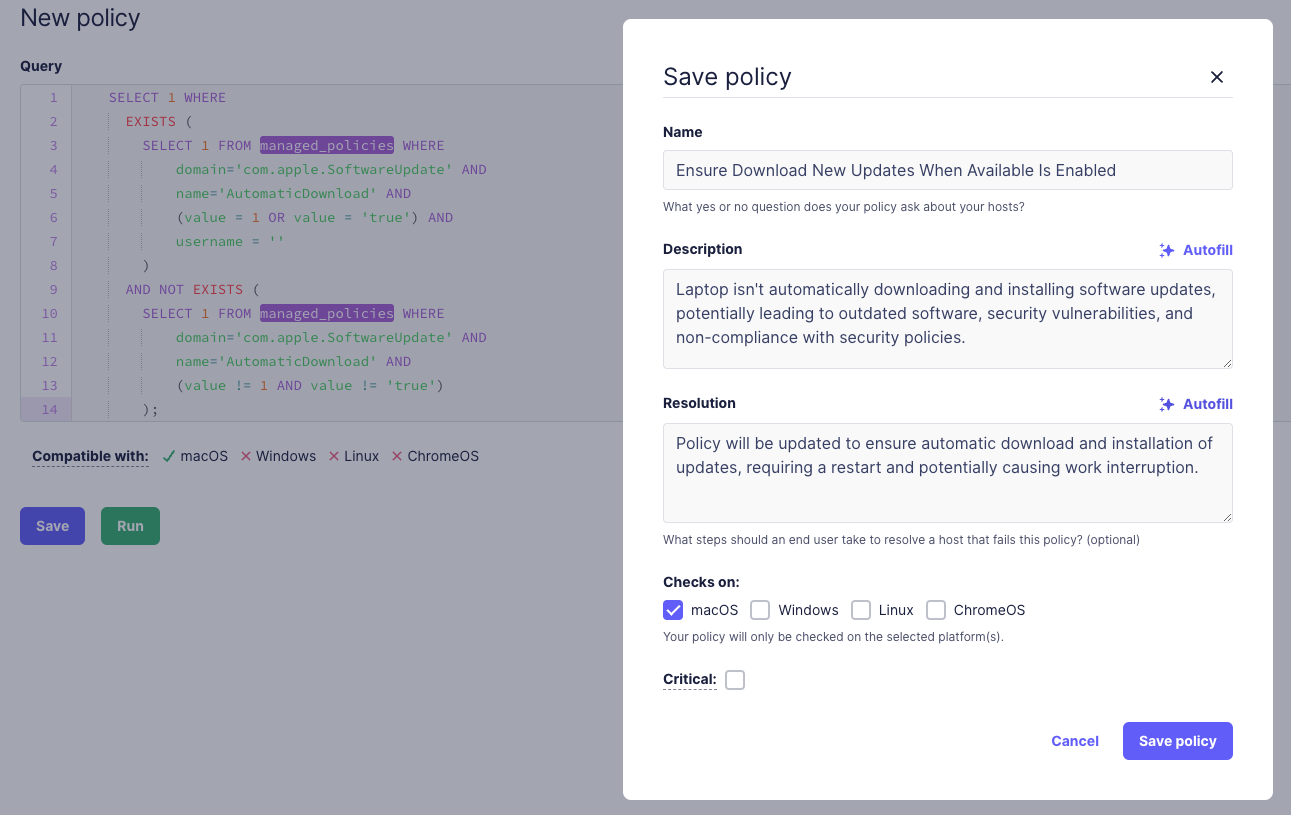 New policy
Query
1 SELECT 1 WHERE
2 EXISTS (
3 SELECT 1 FROM managed_policies WHERE
4 domain='com.apple.SoftwareUpdate' AND
5 name='AutomaticDownload' AND
6 (value = 1 OR value = 'true') AND
7 username = ''
8 )
9 AND NOT EXISTS (
10 SELECT 1 FROM managed_policies WHERE
11 domain='com.apple.SoftwareUpdate' AND
12 name='AutomaticDownload' AND
13 (value != 1 AND value != 'true')
14 );
Compatible with: macOS Windows Linux ChromeOS
Save Run
Save policy
Name
Ensure Download New Updates When Available Is Enabled
What yes or no question does your policy ask about your hosts?
Description Autofill
Laptop isn't automatically downloading and installing software updates,
potentially leading to outdated software, security vulnerabilities, and
non-compliance with security policies.
Resolution Autofill
Policy will be updated to ensure automatic download and installation of
updates, requiring a restart and potentially causing work interruption.
What steps should an end user take to resolve a host that fails this policy? (optional)
Checks on:
macOS Windows Linux ChromeOS
Your policy will only be checked on the selected platform(s).
Critical:
Cancel Save policy